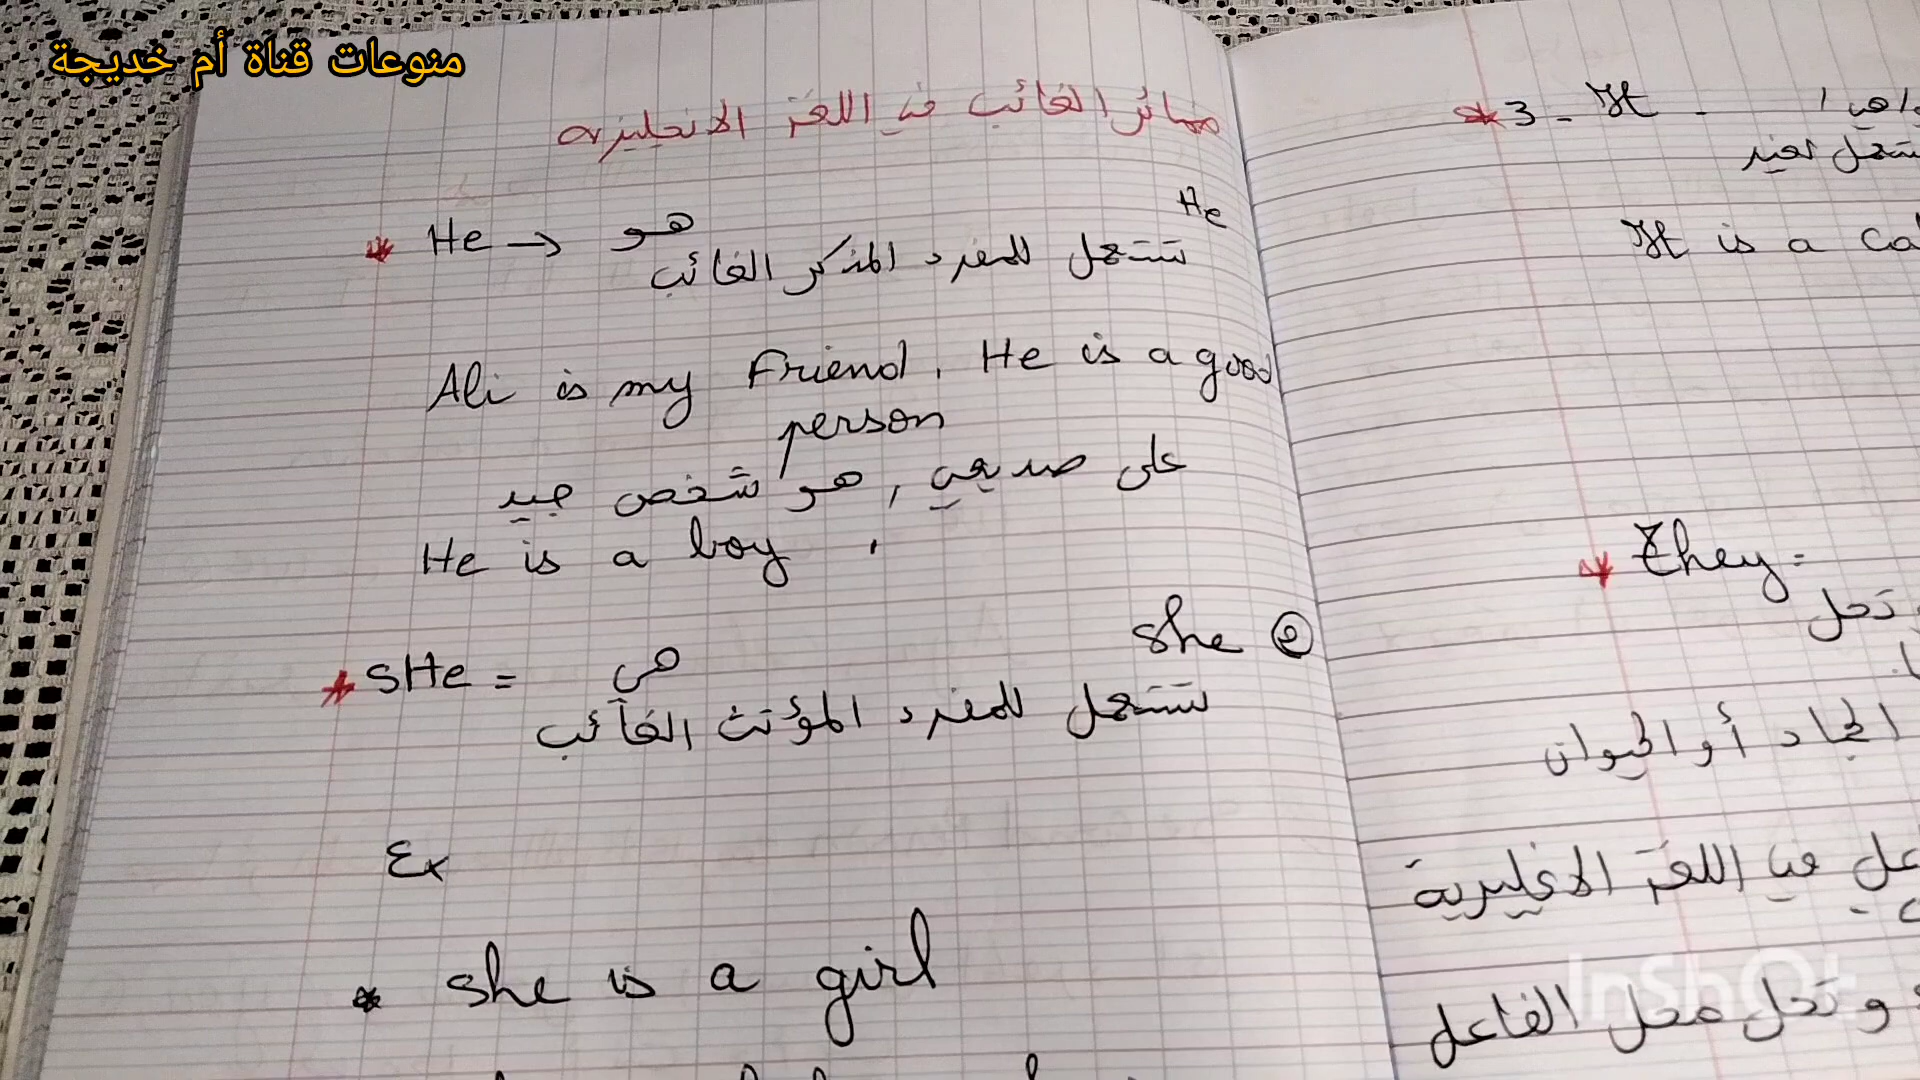 منوعات قناة أم خديجة
ضمائر الغائب في اللغة الانجليزية
He → هو He
تستعمل للمفرد المذكر الغائب
Ali is my Friend. He is a good
person
على صديقي, هو شخص جيد
He is a boy .
she ②
sHe = هي
تستعمل للمفرد المؤنث الغائب
Ex
* she is a girl
* 3 - It -
It is a
* They =
و تحل
الجماد أو الحيوان
في اللغة الانجليزية
و تحل محل الفاعل
InShOt